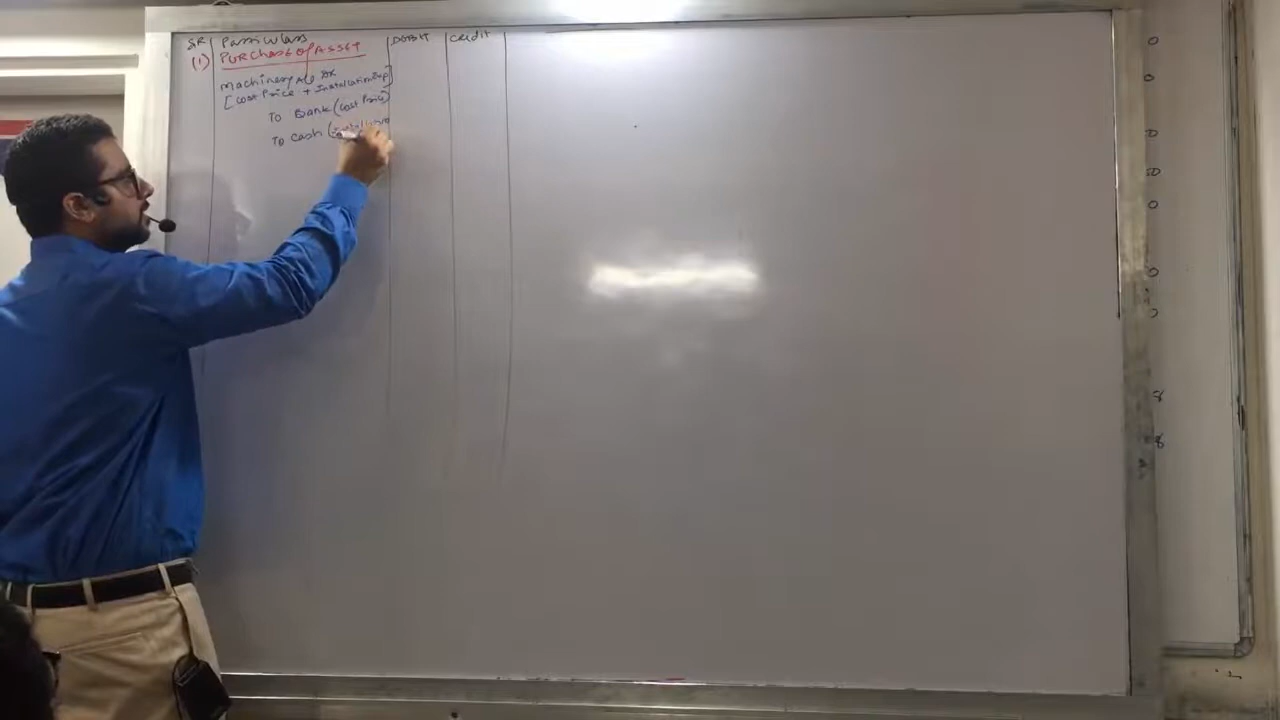 SR Particulars DEBIT Credit
(1) PURChase of ASSET
Machinery A/c DR
[Cost Price + Installation Exp]
To Bank (Cost Price)
To Cash (